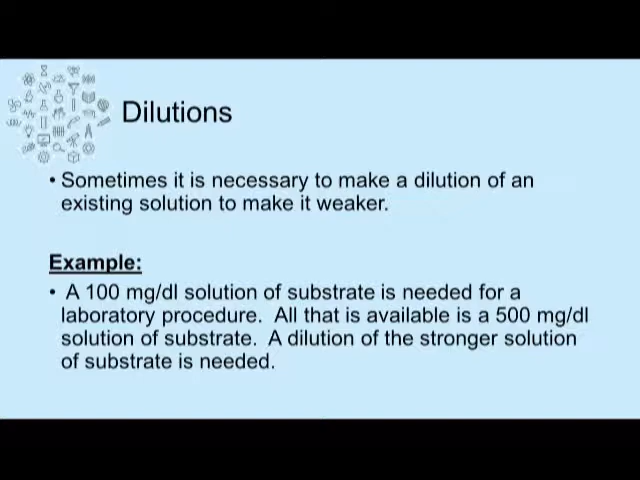 Dilutions
• Sometimes it is necessary to make a dilution of an
existing solution to make it weaker.
Example:
• A 100 mg/dl solution of substrate is needed for a
laboratory procedure. All that is available is a 500 mg/dl
solution of substrate. A dilution of the stronger solution
of substrate is needed.